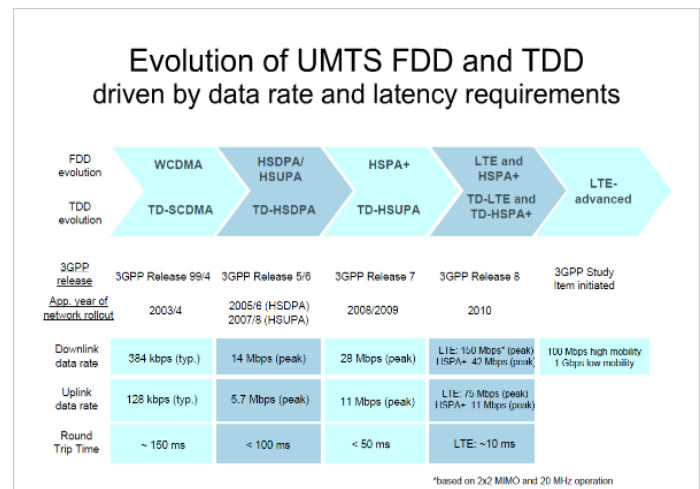 Evolution of UMTS FDD and TDD
driven by data rate and latency requirements
FDD
evolution
WCDMA
HSDPA/
HSUPA
HSPA+
LTE and
HSPA+
LTE-
advanced
TDD
evolution
TD-SCDMA
TD-HSDPA
TD-HSUPA
TD-LTE and
TD-HSPA+
3GPP
release
3GPP Release 99/4
3GPP Release 5/6
3GPP Release 7
3GPP Release 8
3GPP Study
Item initiated
App. year of
network rollout
2003/4
2005/6 (HSDPA)
2007/8 (HSUPA)
2008/2009
2010
Downlink
data rate
384 kbps (typ.)
14 Mbps (peak)
28 Mbps (peak)
LTE: 150 Mbps* (peak)
HSPA+ 42 Mbps (peak)
100 Mbps high mobility
1 Gbps low mobility
Uplink
data rate
128 kbps (typ.)
5.7 Mbps (peak)
11 Mbps (peak)
LTE: 75 Mbps (peak)
HSPA+ 11 Mbps (peak)
Round
Trip Time
~ 150 ms
< 100 ms
< 50 ms
LTE: ~10 ms
*based on 2x2 MIMO and 20 MHz operation